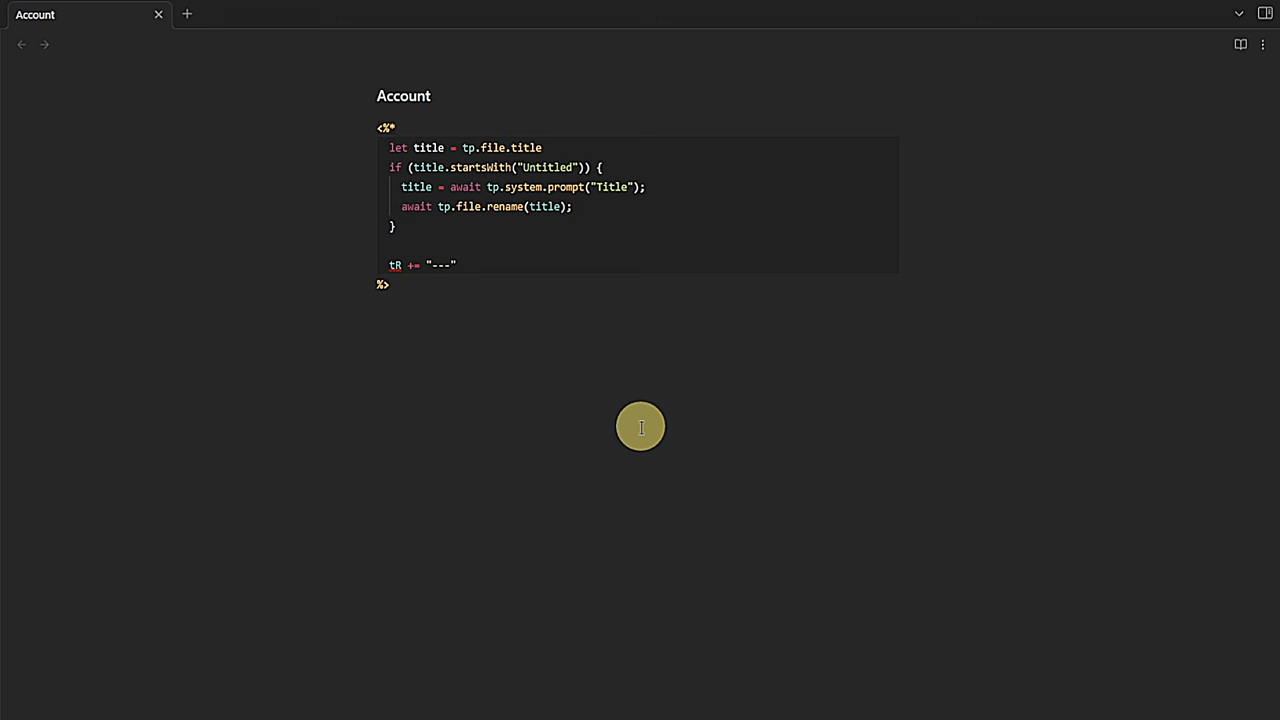 Account
Account
<%*
let title = tp.file.title
if (title.startsWith("Untitled")) {
title = await tp.system.prompt("Title");
await tp.file.rename(title);
}
tR += "---"
%>